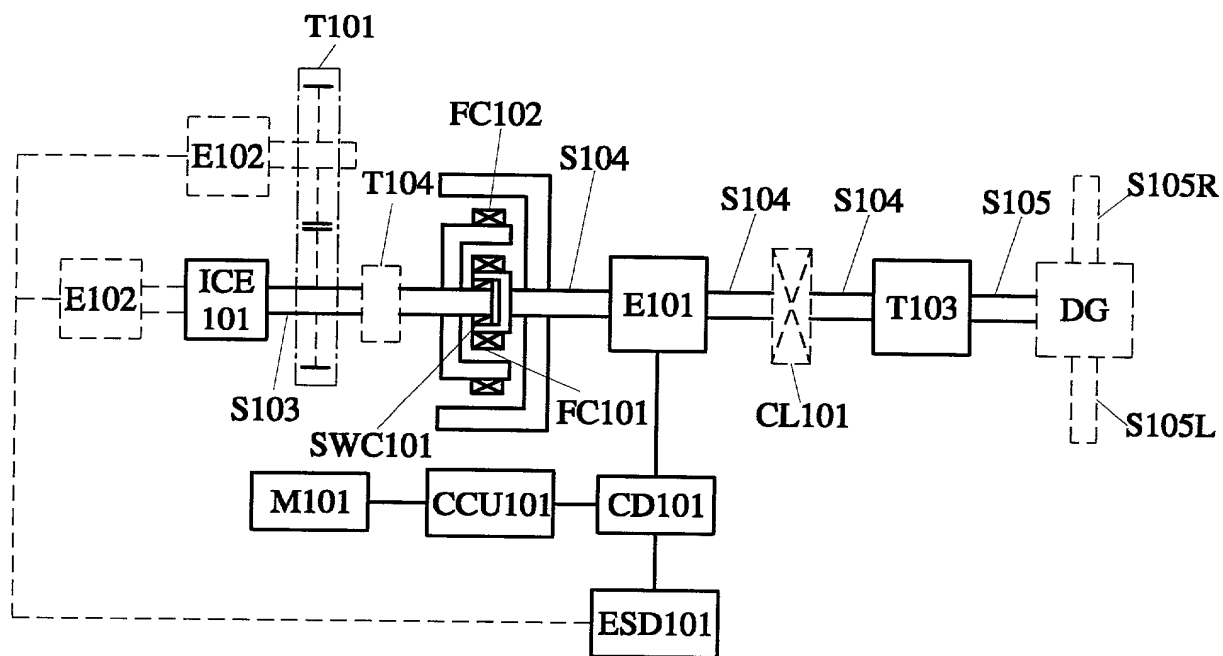 T101
FC102
E102
T104
S104
S104
S104
S105
S105R
E102
ICE
101
E101
T103
DG
S103
SWC101
FC101
CL101
S105L
M101
CCU101
CD101
ESD101